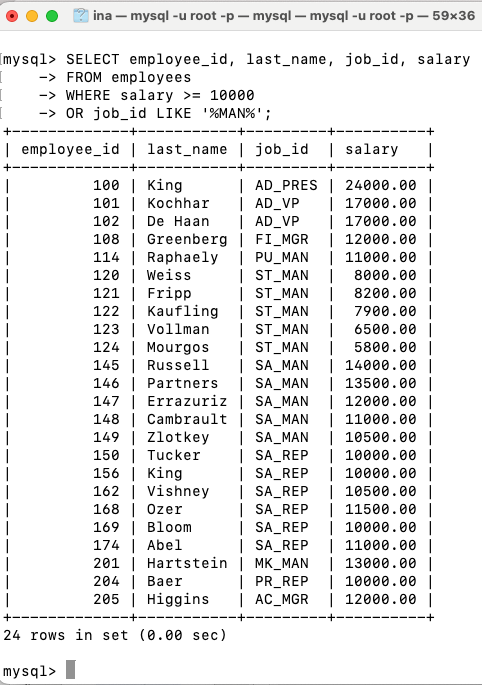 ina — mysql -u root -p — mysql — mysql -u root -p — 59×36
mysql> SELECT employee_id, last_name, job_id, salary
    -> FROM employees
    -> WHERE salary >= 10000
    -> OR job_id LIKE '%MAN%';
+-------------+-----------+---------+----------+
| employee_id | last_name | job_id  | salary   |
+-------------+-----------+---------+----------+
|         100 | King      | AD_PRES | 24000.00 |
|         101 | Kochhar   | AD_VP   | 17000.00 |
|         102 | De Haan   | AD_VP   | 17000.00 |
|         108 | Greenberg | FI_MGR  | 12000.00 |
|         114 | Raphaely  | PU_MAN  | 11000.00 |
|         120 | Weiss     | ST_MAN  |  8000.00 |
|         121 | Fripp     | ST_MAN  |  8200.00 |
|         122 | Kaufling  | ST_MAN  |  7900.00 |
|         123 | Vollman   | ST_MAN  |  6500.00 |
|         124 | Mourgos   | ST_MAN  |  5800.00 |
|         145 | Russell   | SA_MAN  | 14000.00 |
|         146 | Partners  | SA_MAN  | 13500.00 |
|         147 | Errazuriz | SA_MAN  | 12000.00 |
|         148 | Cambrault | SA_MAN  | 11000.00 |
|         149 | Zlotkey   | SA_MAN  | 10500.00 |
|         150 | Tucker    | SA_REP  | 10000.00 |
|         156 | King      | SA_REP  | 10000.00 |
|         162 | Vishney   | SA_REP  | 10500.00 |
|         168 | Ozer      | SA_REP  | 11500.00 |
|         169 | Bloom     | SA_REP  | 10000.00 |
|         174 | Abel      | SA_REP  | 11000.00 |
|         201 | Hartstein | MK_MAN  | 13000.00 |
|         204 | Baer      | PR_REP  | 10000.00 |
|         205 | Higgins   | AC_MGR  | 12000.00 |
+-------------+-----------+---------+----------+
24 rows in set (0.00 sec)
mysql>